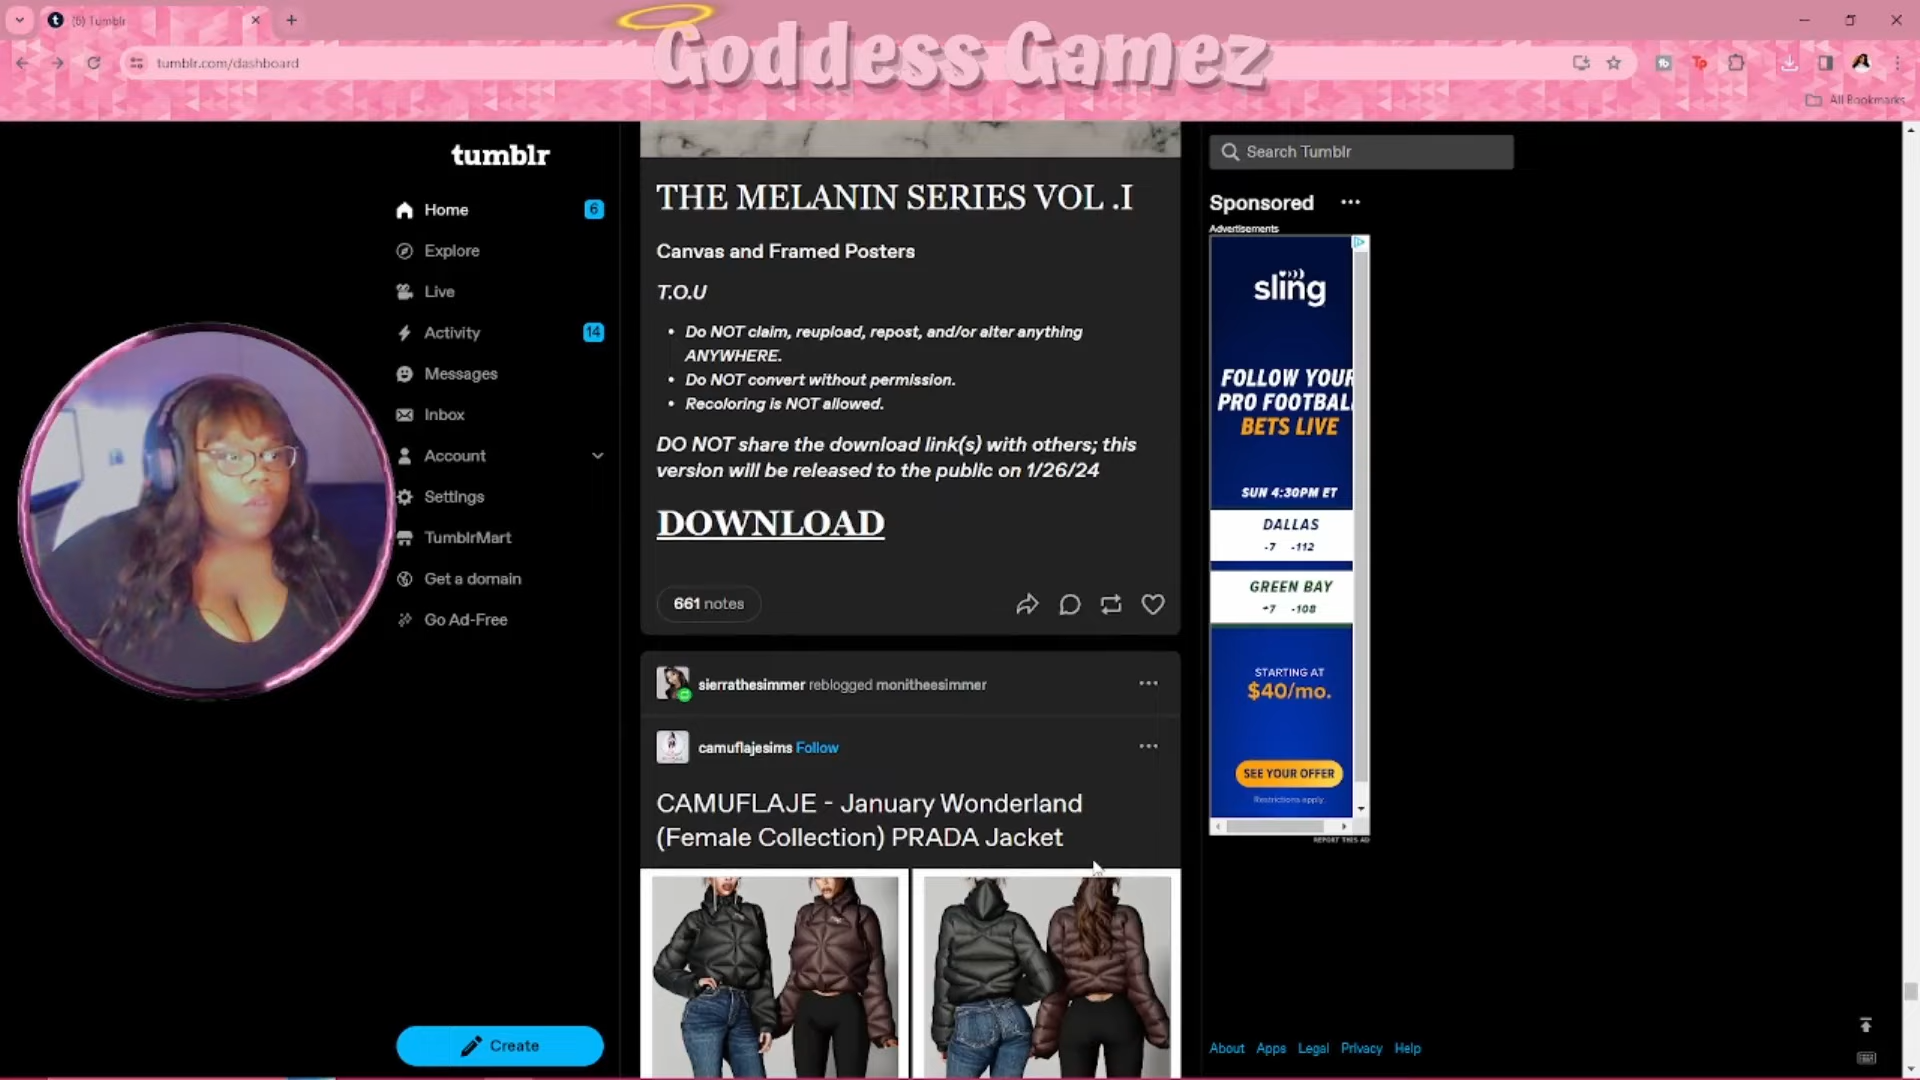 (6) Tumblr
Goddess Gamez
tumblr.com/dashboard
All Bookmarks
tumblr
Home 6
Explore
Live
Activity 14
Messages
Inbox
Account
Settings
TumblrMart
Get a domain
Go Ad-Free
Create
THE MELANIN SERIES VOL .I
Canvas and Framed Posters
T.O.U
• Do NOT claim, reupload, repost, and/or alter anything
ANYWHERE.
• Do NOT convert without permission.
• Recoloring is NOT allowed.
DO NOT share the download link(s) with others; this
version will be released to the public on 1/26/24
DOWNLOAD
661 notes
sierrathesimmer reblogged monitheesimmer
camuflajesims Follow
CAMUFLAJE - January Wonderland
(Female Collection) PRADA Jacket
Search Tumblr
Sponsored
Advertisements
sling
FOLLOW YOUR
PRO FOOTBAL
BETS LIVE
SUN 4:30PM ET
DALLAS
-7 -112
GREEN BAY
+7 -108
STARTING AT
$40/mo.
SEE YOUR OFFER
Restrictions apply.
REPORT THIS AD
About Apps Legal Privacy Help